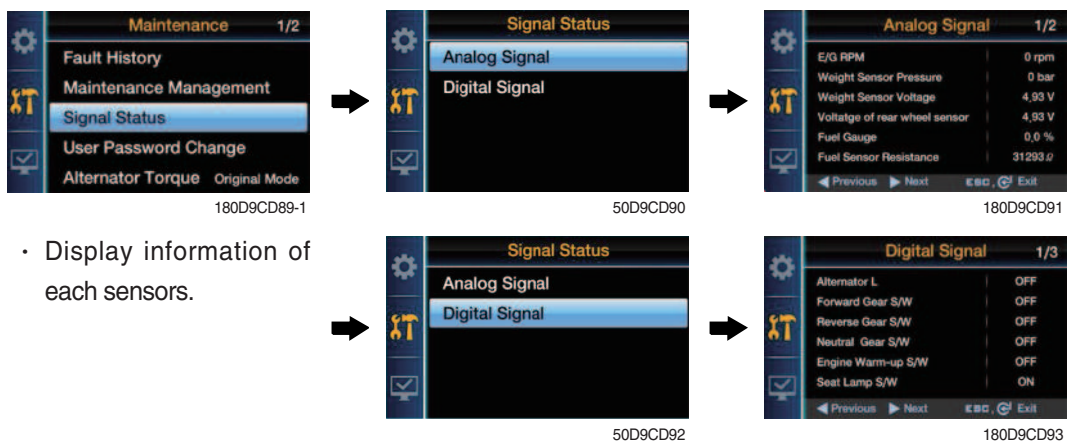 Maintenance 1/2
Fault History
Maintenance Management
Signal Status
User Password Change
Alternator Torque Original Mode
180D9CD89-1
Signal Status
Analog Signal
Digital Signal
50D9CD90
Analog Signal 1/2
E/G RPM 0 rpm
Weight Sensor Pressure 0 bar
Weight Sensor Voltage 4,93 V
Voltatge of rear wheel sensor 4,93 V
Fuel Gauge 0,0 %
Fuel Sensor Resistance 31293 Ω
◀ Previous ▶ Next ESC, Exit
180D9CD91
· Display information of
each sensors.
Signal Status
Analog Signal
Digital Signal
50D9CD92
Digital Signal 1/3
Alternator L OFF
Forward Gear S/W OFF
Reverse Gear S/W OFF
Neutral Gear S/W OFF
Engine Warm-up S/W OFF
Seat Lamp S/W ON
◀ Previous ▶ Next ESC, Exit
180D9CD93